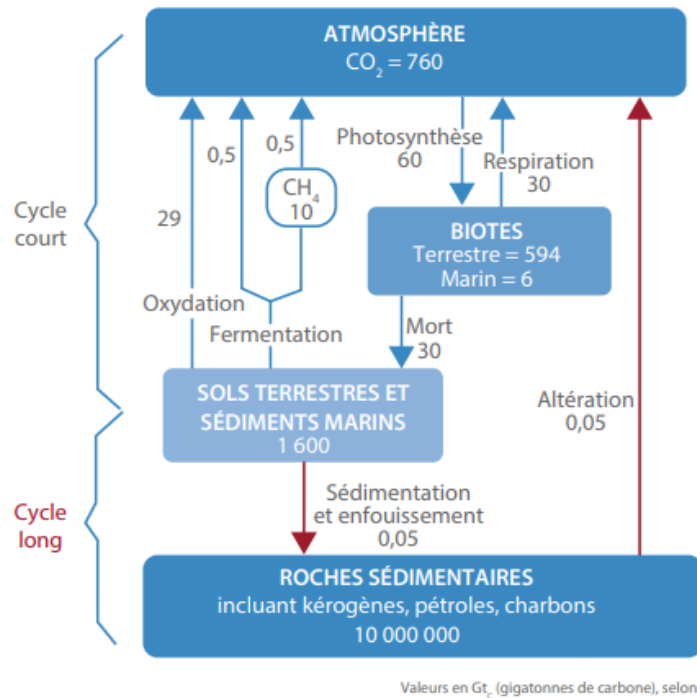 ATMOSPHÈRE
CO₂ = 760
0,5
0,5
Photosynthèse
60
Respiration
30
CH₄
10
Cycle
court
29
BIOTES
Terrestre = 594
Marin = 6
Oxydation
Fermentation
Mort
30
SOLS TERRESTRES ET
SÉDIMENTS MARINS
1 600
Altération
0,05
Cycle
long
Sédimentation
et enfouissement
0,05
ROCHES SÉDIMENTAIRES
incluant kérogènes, pétroles, charbons
10 000 000
Valeurs en Gt꜀ (gigatonnes de carbone), selon